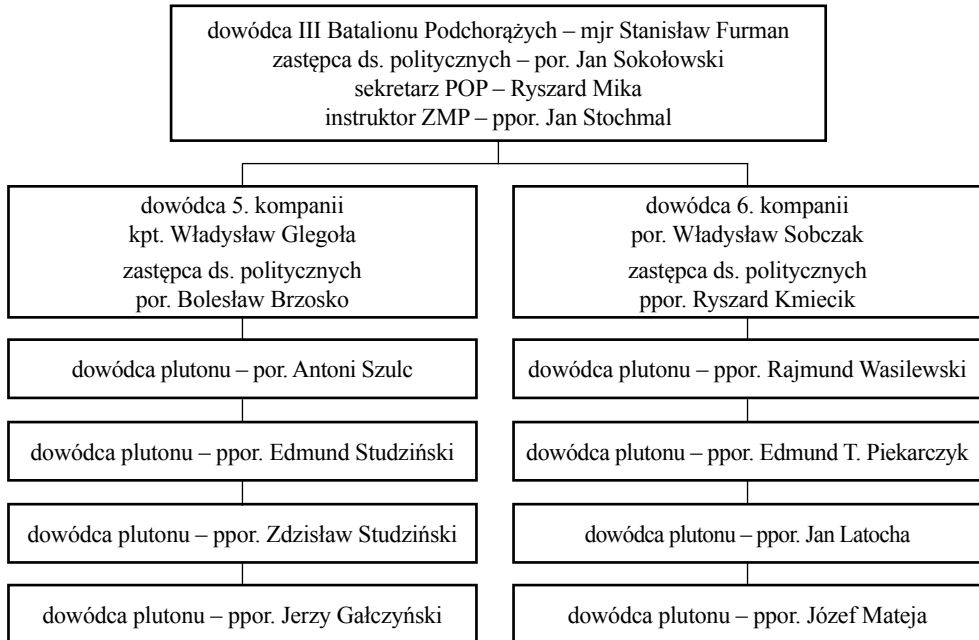 dowódca III Batalionu Podchorążych – mjr Stanisław Furman
zastępca ds. politycznych – por. Jan Sokołowski
sekretarz POP – Ryszard Mika
instruktor ZMP – ppor. Jan Stochmal
dowódca 5. kompanii
kpt. Władysław Glegoła
zastępca ds. politycznych
por. Bolesław Brzosko
dowódca plutonu – por. Antoni Szulc
dowódca plutonu – ppor. Edmund Studziński
dowódca plutonu – ppor. Zdzisław Studziński
dowódca plutonu – ppor. Jerzy Gałczyński
dowódca 6. kompanii
por. Władysław Sobczak
zastępca ds. politycznych
ppor. Ryszard Kmiecik
dowódca plutonu – ppor. Rajmund Wasilewski
dowódca plutonu – ppor. Edmund T. Piekarczyk
dowódca plutonu – ppor. Jan Latocha
dowódca plutonu – ppor. Józef Mateja